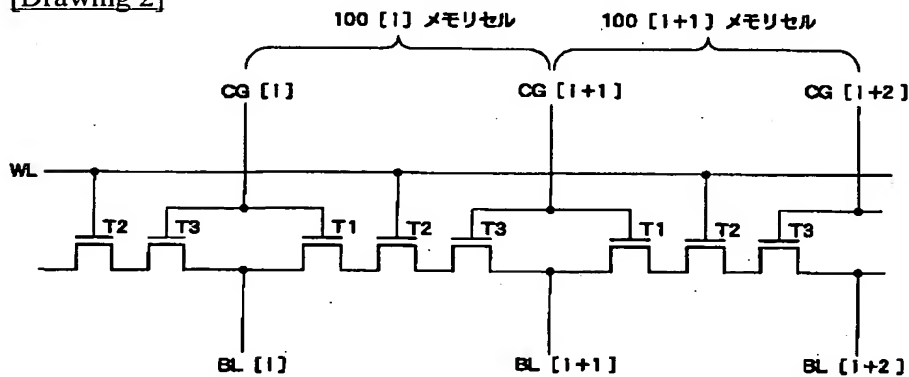 [Drawing 2]
100 [i] メモリセル 100 [i+1] メモリセル
CG [i] CG [i+1] CG [i+2]
WL
T2 T3 T1 T2 T3 T1 T2 T3
BL [i] BL [i+1] BL [i+2]